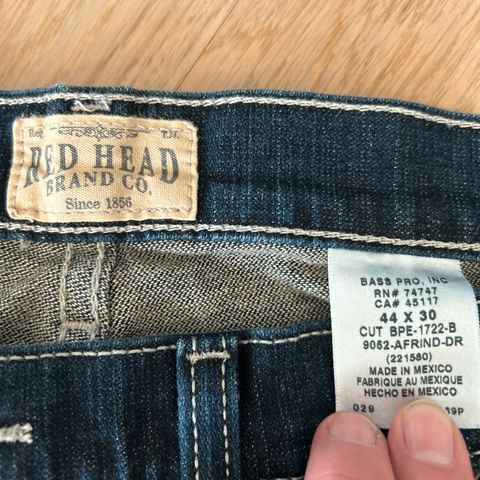 Reg T.M.
RED HEAD
BRAND CO.
Since 1856
BASS PRO, INC
RN# 74747
CA# 45117
44 X 30
CUT BPE-1722-B
9052-AFRIND-DR
(221580)
MADE IN MEXICO
FABRIQUE AU MEXIQUE
HECHO EN MEXICO
029